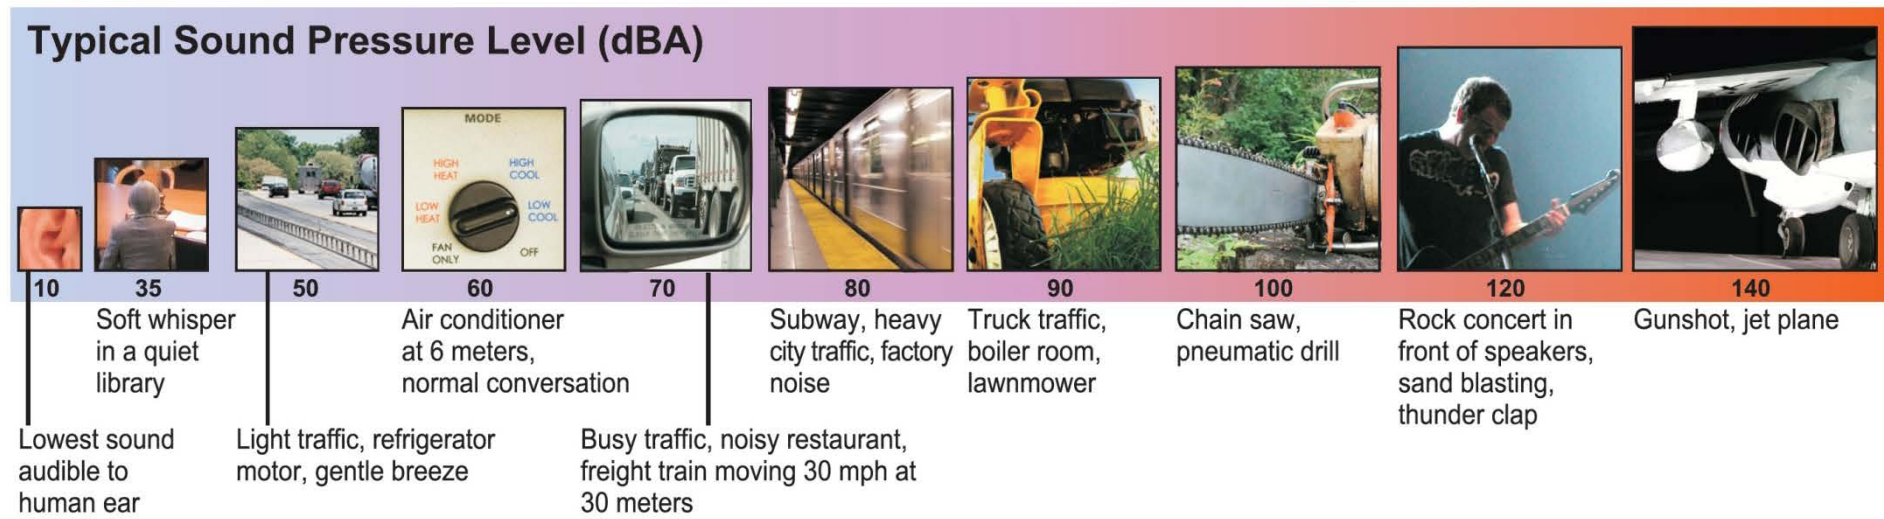 Typical Sound Pressure Level (dBA)
MODE
HIGH
HEAT
HIGH
COOL
LOW
HEAT
LOW
COOL
FAN
ONLY
OFF
10
35
50
60
70
80
90
100
120
140
Lowest sound
audible to
human ear
Soft whisper
in a quiet
library
Light traffic, refrigerator
motor, gentle breeze
Air conditioner
at 6 meters,
normal conversation
Busy traffic, noisy restaurant,
freight train moving 30 mph at
30 meters
Subway, heavy
city traffic, factory
noise
Truck traffic,
boiler room,
lawnmower
Chain saw,
pneumatic drill
Rock concert in
front of speakers,
sand blasting,
thunder clap
Gunshot, jet plane